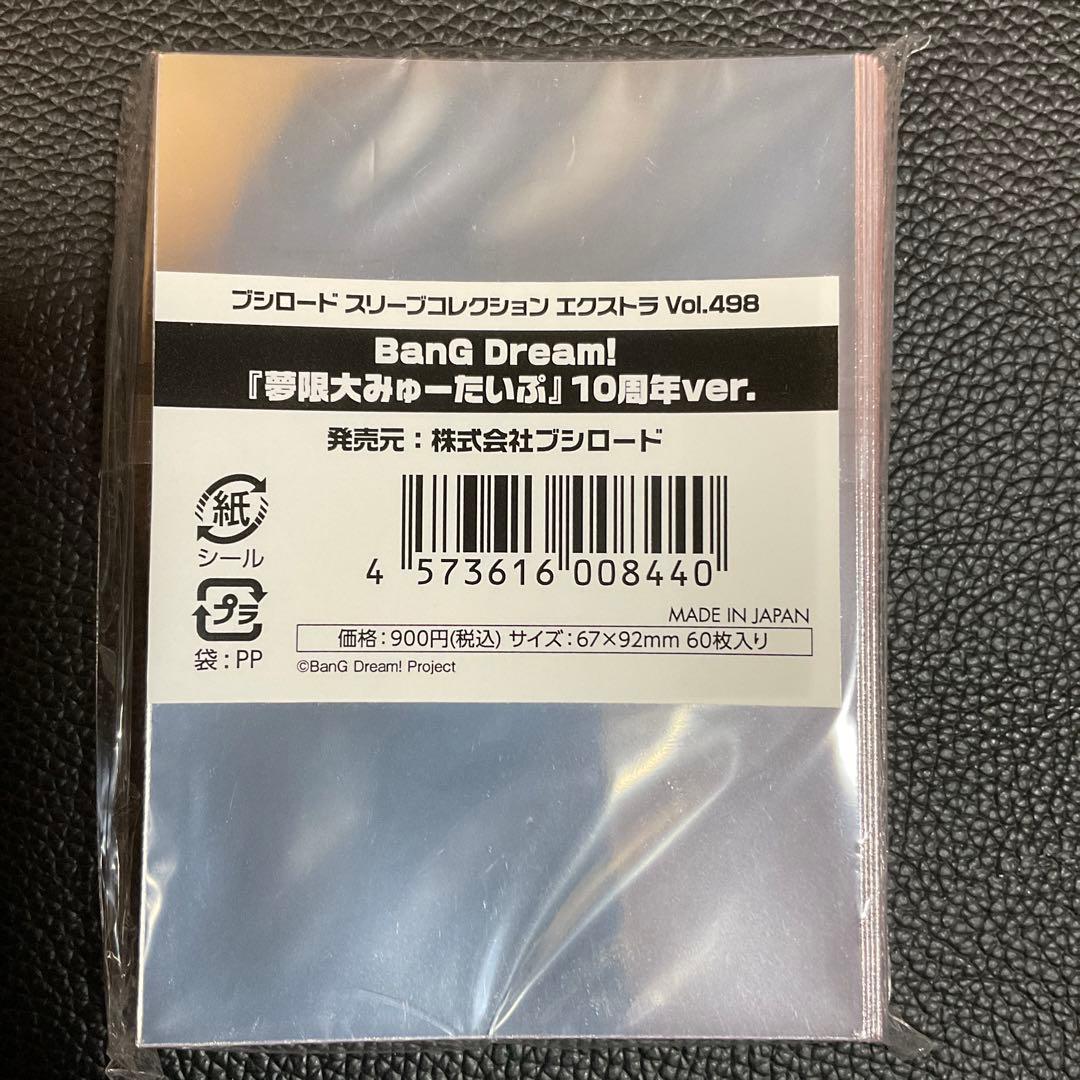 ブシロード スリーブコレクション エクストラ Vol.498
BanG Dream!
『夢限大みゅーたいぷ』10周年ver.
発売元：株式会社ブシロード
紙
シール
プラ
袋：PP
4 573616 008440
MADE IN JAPAN
価格：900円(税込) サイズ：67×92mm 60枚入り
©BanG Dream! Project